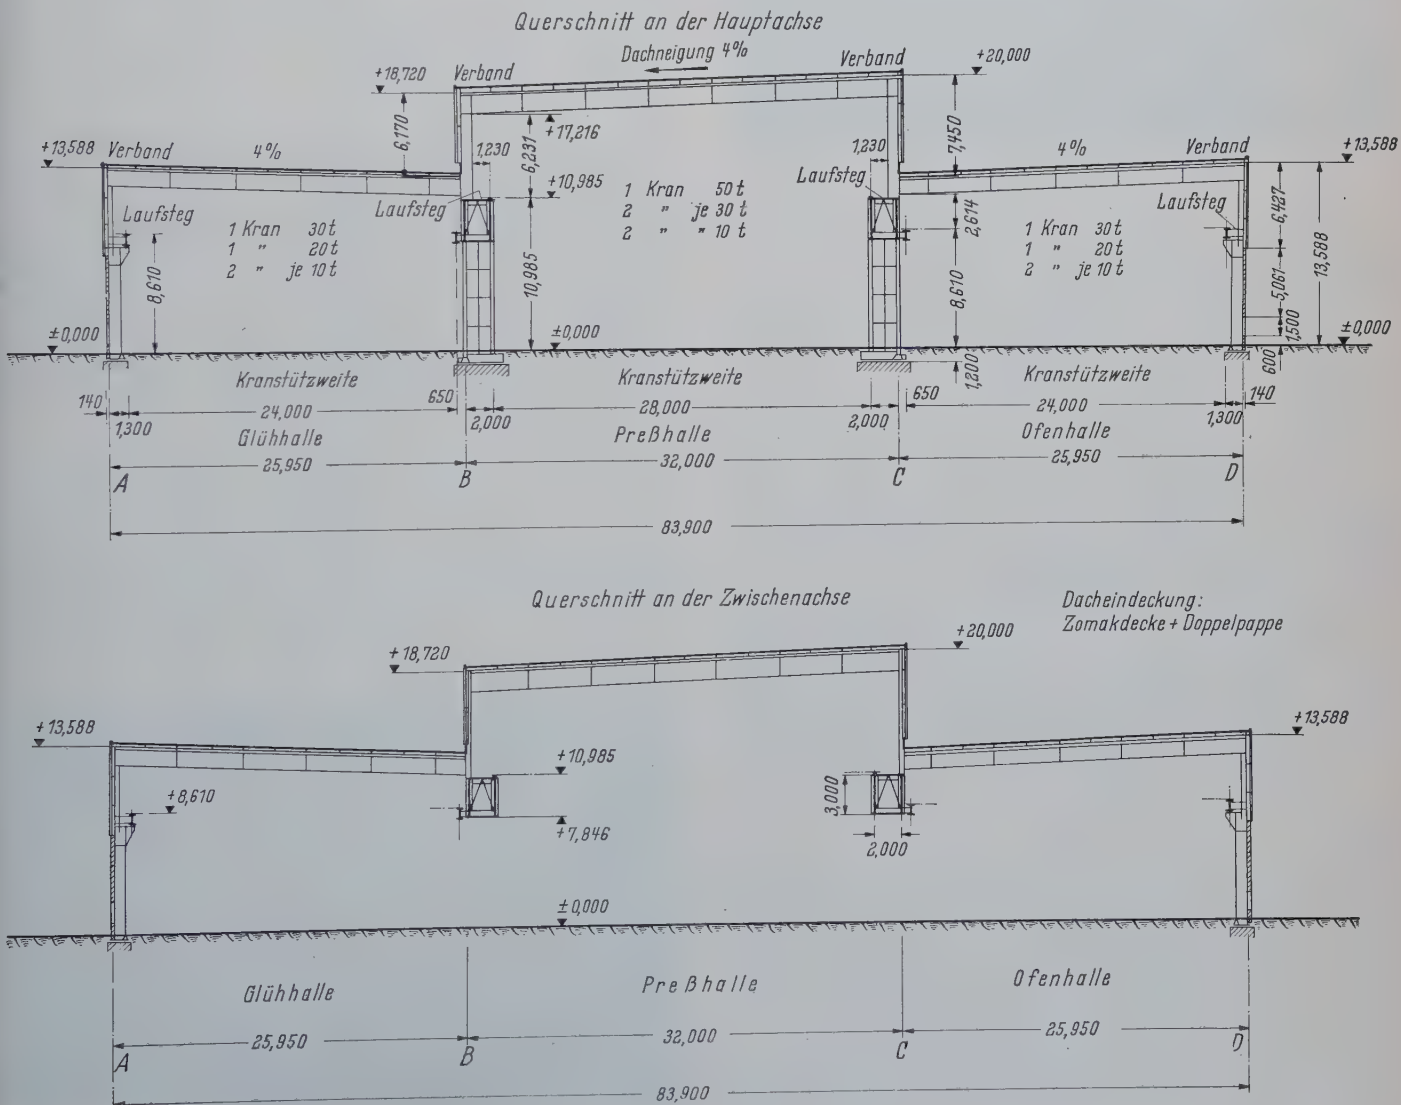 Querschnitt an der Hauptachse
Dachneigung 4%
+18,720
Verband
Verband
+20,000
6,170
7,450
+17,216
+13,588
Verband
4%
1,230
6,231
1,230
4%
Verband
+13,588
+10,985
Laufsteg
Laufsteg
Laufsteg
Laufsteg
1 Kran 30t
1 " 20t
2 " je 10t
1 Kran 50t
2 " je 30t
2 " " 10t
1 Kran 30t
1 " 20t
2 " je 10t
2,614
6,427
8,610
10,985
8,610
5,061
13,588
1,500
600
±0,000
±0,000
±0,000
1,200
Kranstützweite
Kranstützweite
Kranstützweite
140
24,000
650
28,000
650
24,000
140
1,300
2,000
2,000
1,300
Glühhalle
Preßhalle
Ofenhalle
25,950
32,000
25,950
A
B
C
D
83,900
Querschnitt an der Zwischenachse
Dacheindeckung:
Zomakdecke + Doppelpappe
+18,720
+20,000
+13,588
+13,588
+10,985
+8,610
3,000
+7,846
2,000
±0,000
Glühhalle
Preßhalle
Ofenhalle
25,950
32,000
25,950
A
B
C
D
83,900